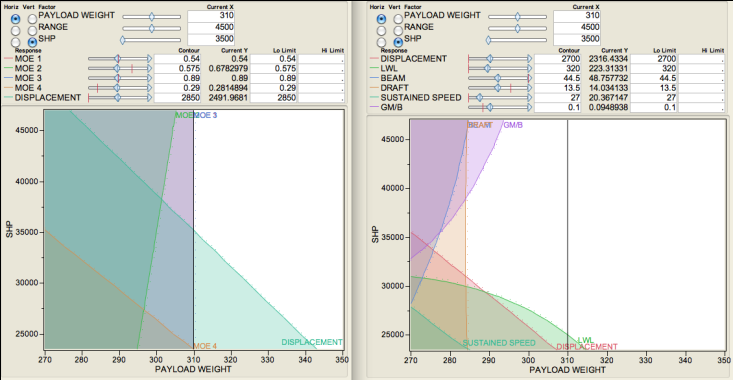 Horiz Vert Factor Current X
PAYLOAD WEIGHT 310
RANGE 4500
SHP 3500
Response Contour Current Y Lo Limit Hi Limit
MOE 1 0.54 0.54 0.54 .
MOE 2 0.575 0.6782979 0.575 .
MOE 3 0.89 0.89 0.89 .
MOE 4 0.29 0.2814894 0.29 .
DISPLACEMENT 2850 2491.9681 2850 .
MOE 3
45000
40000
35000
30000
25000
SHP
DISPLACEMENT
MOE 4
270 280 290 300 310 320 330 340 350
PAYLOAD WEIGHT
Horiz Vert Factor Current X
PAYLOAD WEIGHT 310
RANGE 4500
SHP 3500
Response Contour Current Y Lo Limit Hi Limit
DISPLACEMENT 2700 2316.4334 2700 .
LWL 320 223.31331 320 .
BEAM 44.5 48.757732 44.5 .
DRAFT 13.5 14.034133 13.5 .
SUSTAINED SPEED 27 20.367147 27 .
GM/B 0.1 0.0948938 0.1 .
GM/B
45000
40000
35000
30000
25000
SHP
LWL
SUSTAINED SPEED
DISPLACEMENT
270 280 290 300 310 320 330 340 350
PAYLOAD WEIGHT